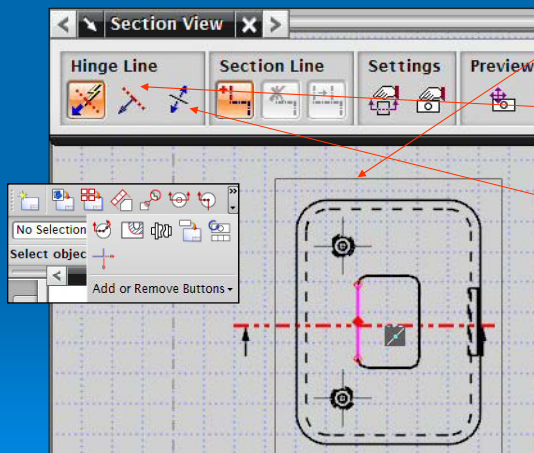 Section View
Hinge Line
Section Line
Settings
Preview
No Selection
Select objec
Add or Remove Buttons